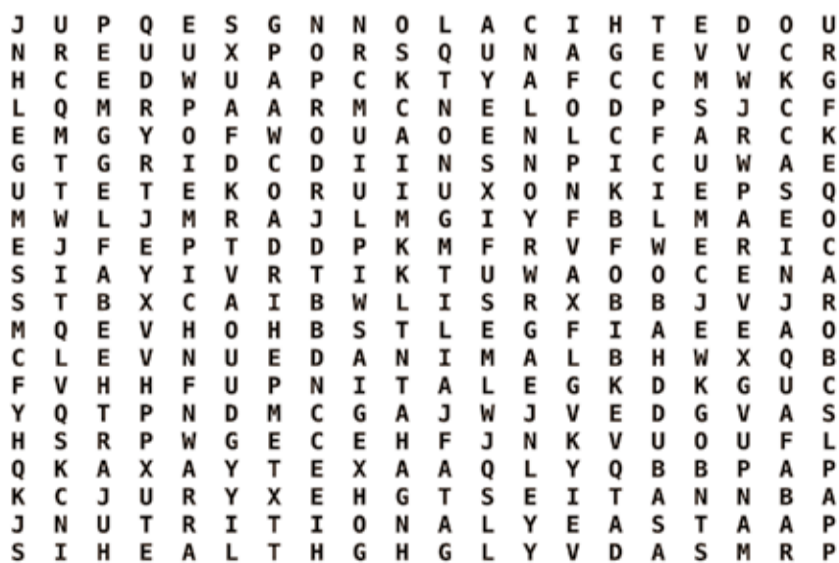 J U P Q E S G N N O L A C I H T E D O U
N R E U U X P O R S Q U N A G E V V C R
H C E D W U A P C K T Y A F C C M W K G
L Q M R P A A R M C N E L O D P S J C F
E M G Y O F W O U A O E N L C F A R C K
G T G R I D C D I I N S N P I C U W A E
U T E T E K O R U I U X O N K I E P S Q
M W L J M R A J L M G I Y F B L M A E O
E J F E P T D D P K M F R V F W E R I C
S I A Y I V R T I K T U W A O O C E N A
S T B X C A I B W L I S R X B B J V J R
M Q E V H O H B S T L E G F I A E E A O
C L E V N U E D A N I M A L B H W X Q B
F V H H F U P N I T A L E G K D K G U C
Y Q T P N D M C G A J W J V E D G V A S
H S R P W G E C E H F J N K V U O U F L
Q K A X A Y T E X A A Q L Y Q B B P A P
K C J U R Y X E H G T S E I T A N N B A
J N U T R I T I O N A L Y E A S T A A P
S I H E A L T H G H G L Y V D A S M R P